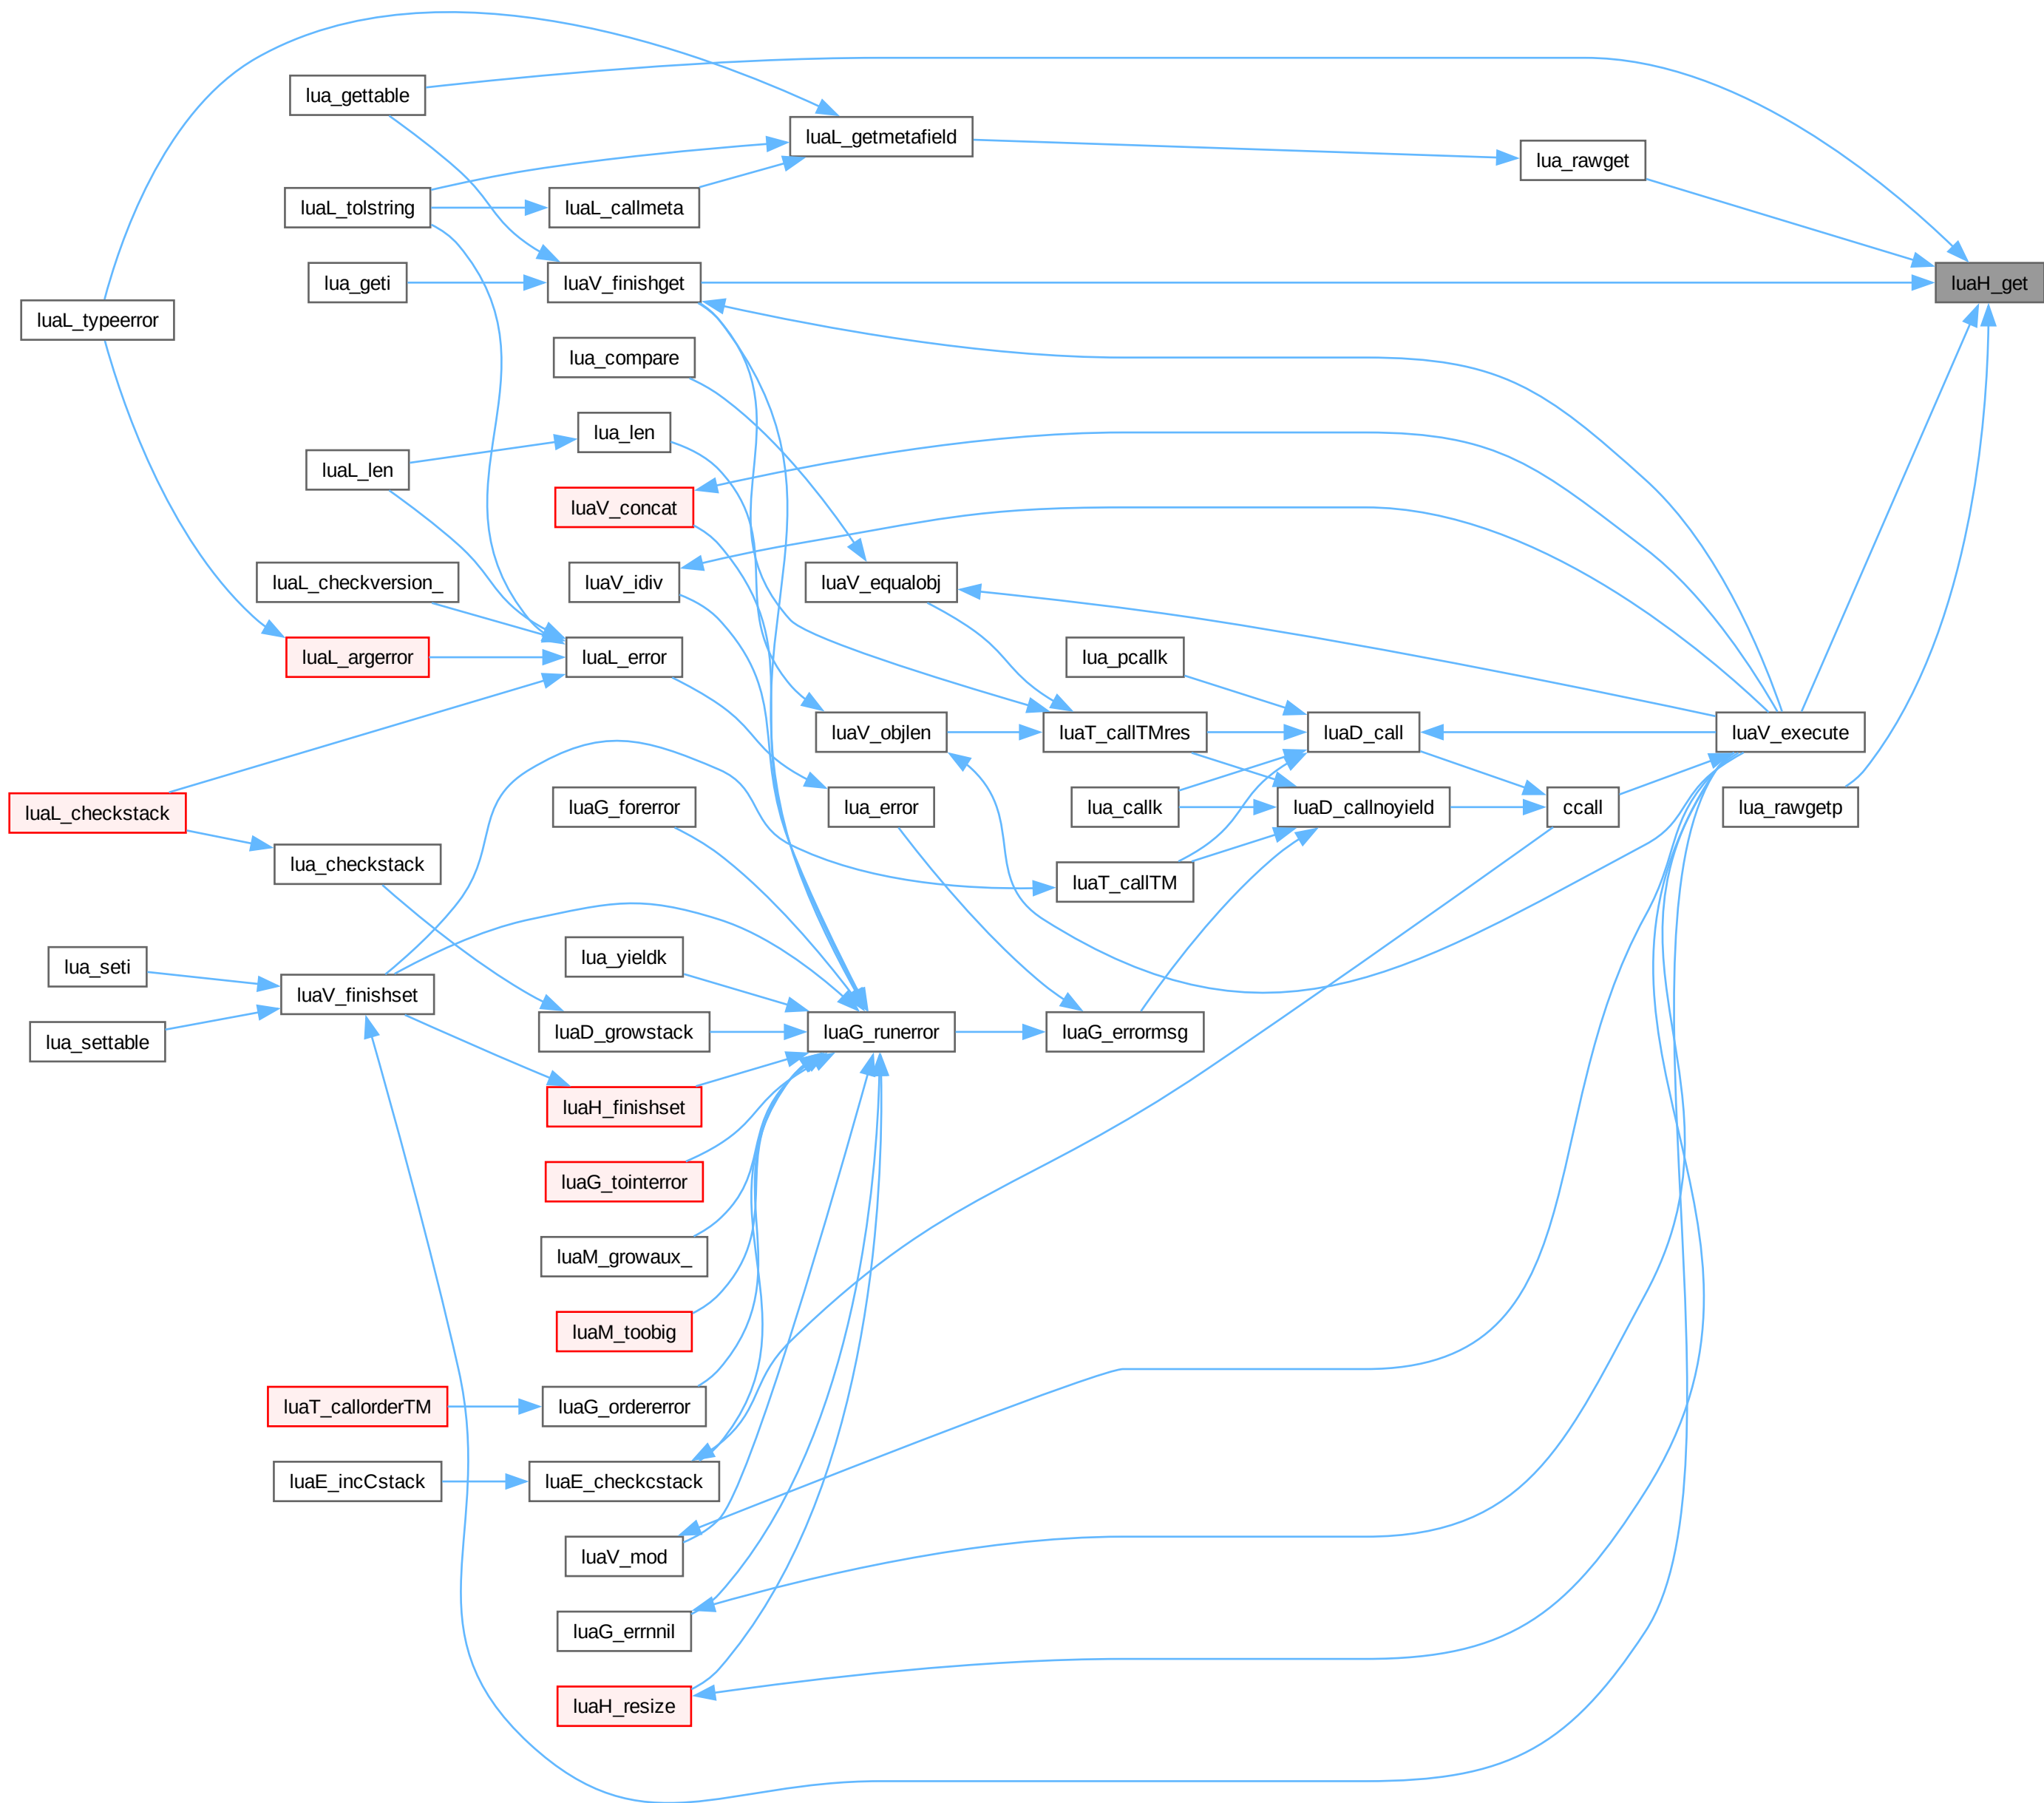 lua_gettable
luaL_getmetafield
lua_rawget
luaL_tolstring
luaL_callmeta
lua_geti
luaV_finishget
luaH_get
luaL_typeerror
lua_compare
lua_len
luaL_len
luaV_concat
luaL_checkversion_
luaV_idiv
luaV_equalobj
luaL_argerror
luaL_error
lua_pcallk
luaV_objlen
luaT_callTMres
luaD_call
luaV_execute
luaL_checkstack
luaG_forerror
lua_error
lua_callk
luaD_callnoyield
ccall
lua_rawgetp
lua_checkstack
luaT_callTM
lua_seti
lua_yieldk
luaV_finishset
lua_settable
luaD_growstack
luaG_runerror
luaG_errormsg
luaH_finishset
luaG_tointerror
luaM_growaux_
luaM_toobig
luaT_callorderTM
luaG_ordererror
luaE_incCstack
luaE_checkcstack
luaV_mod
luaG_errnnil
luaH_resize